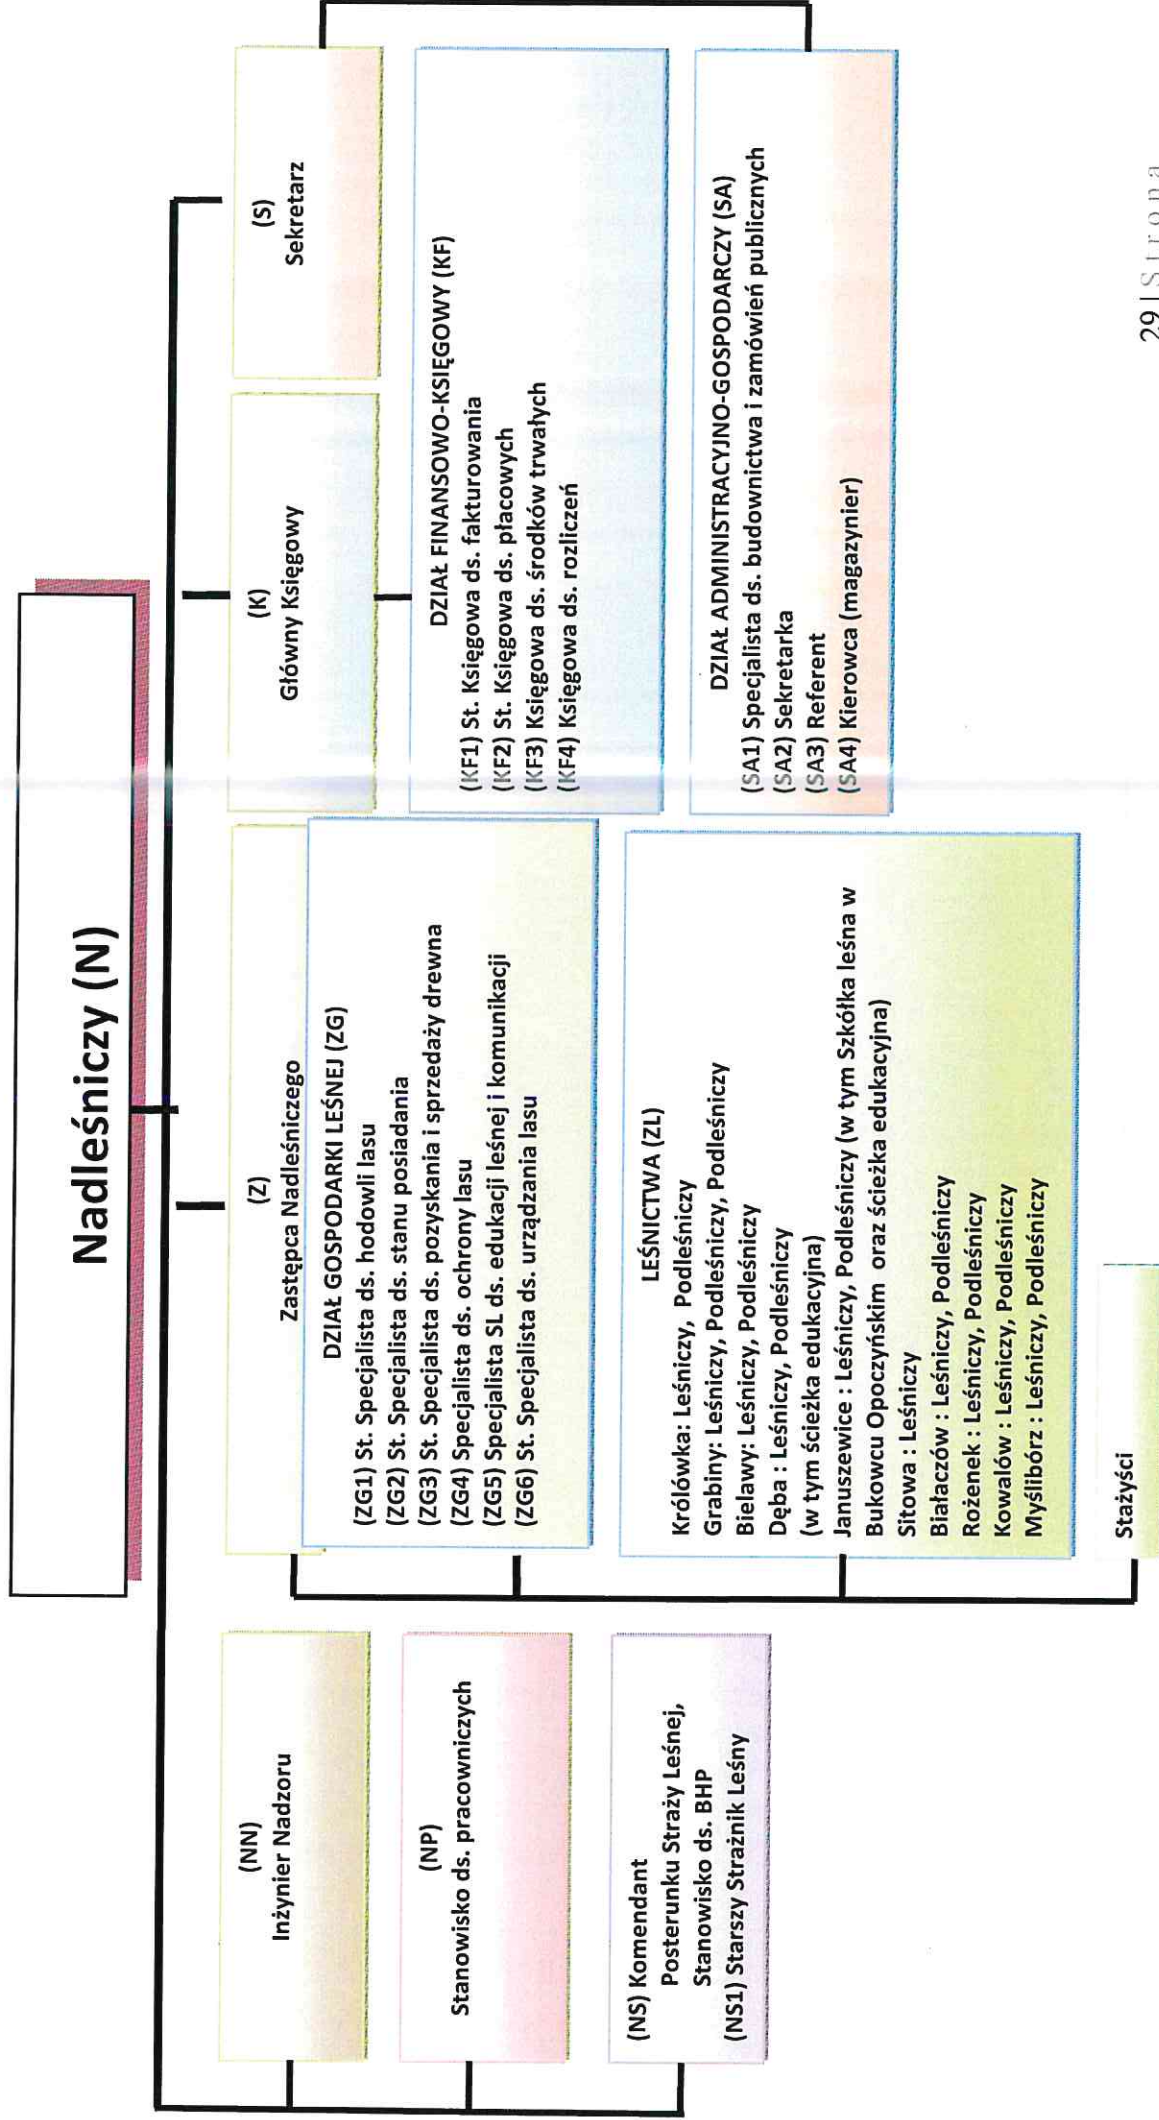 Nadleśniczy (N)
(NN)
Inżynier Nadzoru
(NP)
Stanowisko ds. pracowniczych
(NS) Komendant
Posterunku Straży Leśnej,
Stanowisko ds. BHP
(NS1) Starszy Strażnik Leśny
(Z)
Zastępca Nadleśniczego
DZIAŁ GOSPODARKI LEŚNEJ (ZG)
(ZG1) St. Specjalista ds. hodowli lasu
(ZG2) St. Specjalista ds. stanu posiadania
(ZG3) St. Specjalista ds. pozyskania i sprzedaży drewna
(ZG4) Specjalista ds. ochrony lasu
(ZG5) Specjalista SL ds. edukacji leśnej i komunikacji
(ZG6) St. Specjalista ds. urządzania lasu
LEŚNICTWA (ZL)
Królówka: Leśniczy, Podleśniczy
Grabiny: Leśniczy, Podleśniczy, Podleśniczy
Bielawy: Leśniczy, Podleśniczy
Dęba : Leśniczy, Podleśniczy
(w tym ścieżka edukacyjna)
Januszewice : Leśniczy, Podleśniczy (w tym Szkółka leśna w
Bukowcu Opoczyńskim oraz ścieżka edukacyjna)
Sitowa : Leśniczy
Białaczów : Leśniczy, Podleśniczy
Rożenek : Leśniczy, Podleśniczy
Kowalów : Leśniczy, Podleśniczy
Myślibórz : Leśniczy, Podleśniczy
Stażyści
(K)
Główny Księgowy
(S)
Sekretarz
DZIAŁ FINANSOWO-KSIĘGOWY (KF)
(KF1) St. Księgowa ds. fakturowania
(KF2) St. Księgowa ds. płacowych
(KF3) Księgowa ds. środków trwałych
(KF4) Księgowa ds. rozliczeń
DZIAŁ ADMINISTRACYJNO-GOSPODARCZY (SA)
(SA1) Specjalista ds. budownictwa i zamówień publicznych
(SA2) Sekretarka
(SA3) Referent
(SA4) Kierowca (magazynier)
29 | Strona